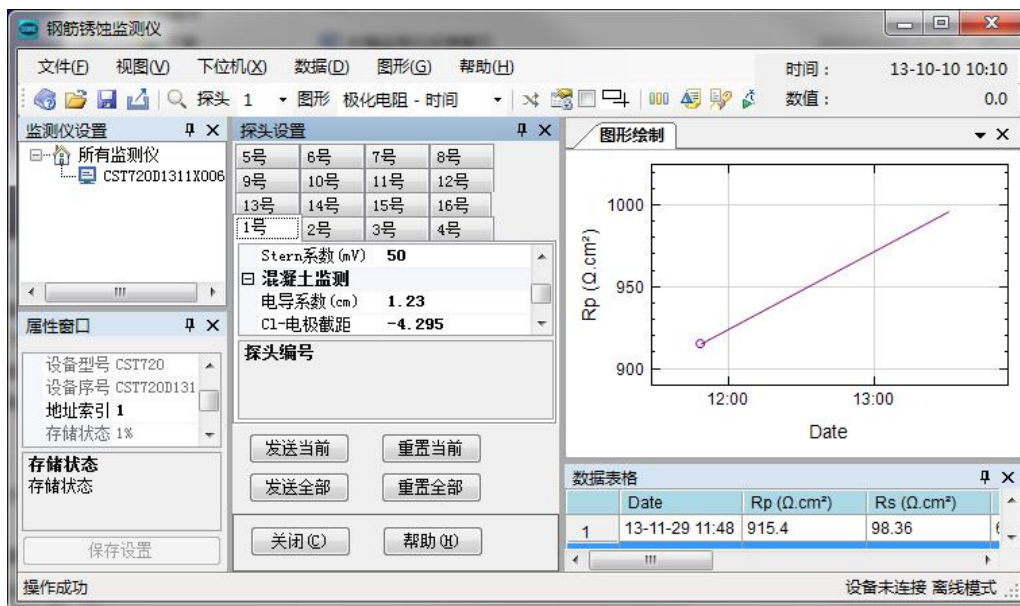 钢筋锈蚀监测仪
文件(F) 视图(V) 下位机(X) 数据(D) 图形(G) 帮助(H)
时间： 13-10-10 10:10
探头 1 图形 极化电阻 - 时间
数值： 0.0
监测仪设置
所有监测仪
CST720D1311X006
属性窗口
设备型号 CST720
设备序号 CST720D131
地址索引 1
存储状态 1%
存储状态
存储状态
保存设置
探头设置
5号 6号 7号 8号
9号 10号 11号 12号
13号 14号 15号 16号
1号 2号 3号 4号
Stern系数(mV) 50
混凝土监测
电导系数(cm) 1.23
Cl-电极截距 -4.295
探头编号
发送当前 重置当前
发送全部 重置全部
关闭(C) 帮助(H)
图形绘制
1000
950
900
Rp (Ω.cm²)
12:00 13:00
Date
数据表格
Date Rp (Ω.cm²) Rs (Ω.cm²)
1 13-11-29 11:48 915.4 98.36
操作成功
设备未连接 离线模式